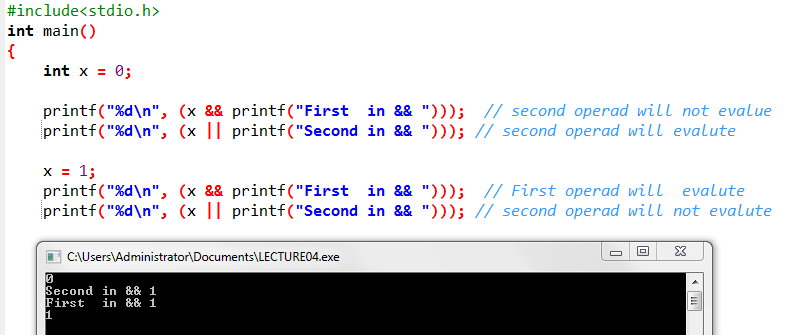 #include<stdio.h>
int main()
{
int x = 0;
printf("%d\n", (x && printf("First  in && ")));  // second operad will not evalue
printf("%d\n", (x || printf("Second in && "))); // second operad will evalute
x = 1;
printf("%d\n", (x && printf("First  in && ")));  // First operad will  evalute
printf("%d\n", (x || printf("Second in && "))); // second operad will not evalute
C:\Users\Administrator\Documents\LECTURE04.exe
0
Second in && 1
First  in && 1
1